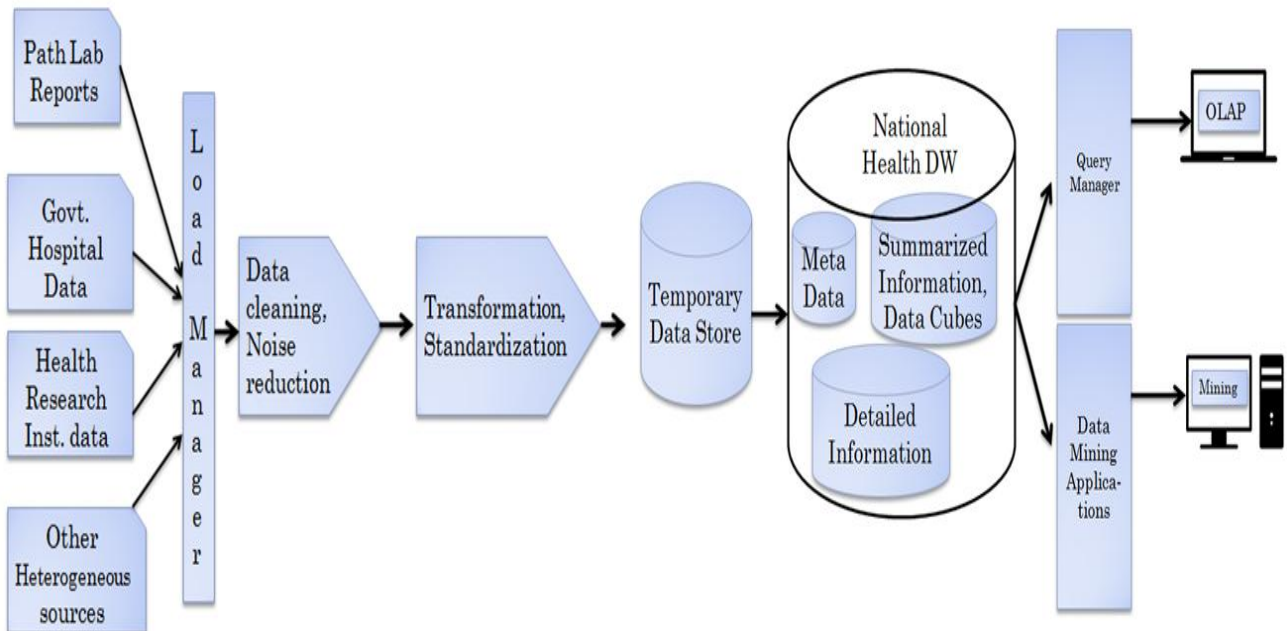 Path Lab
Reports
Govt.
Hospital
Data
Health
Research
Inst. data
Other
Heterogeneous
sources
Load Manager
Data
cleaning,
Noise
reduction
Transformation,
Standardization
Temporary
Data Store
National
Health DW
Meta
Data
Summarized
Information,
Data Cubes
Detailed
Information
Query
Manager
Data
Mining
Applica-
tions
OLAP
Mining